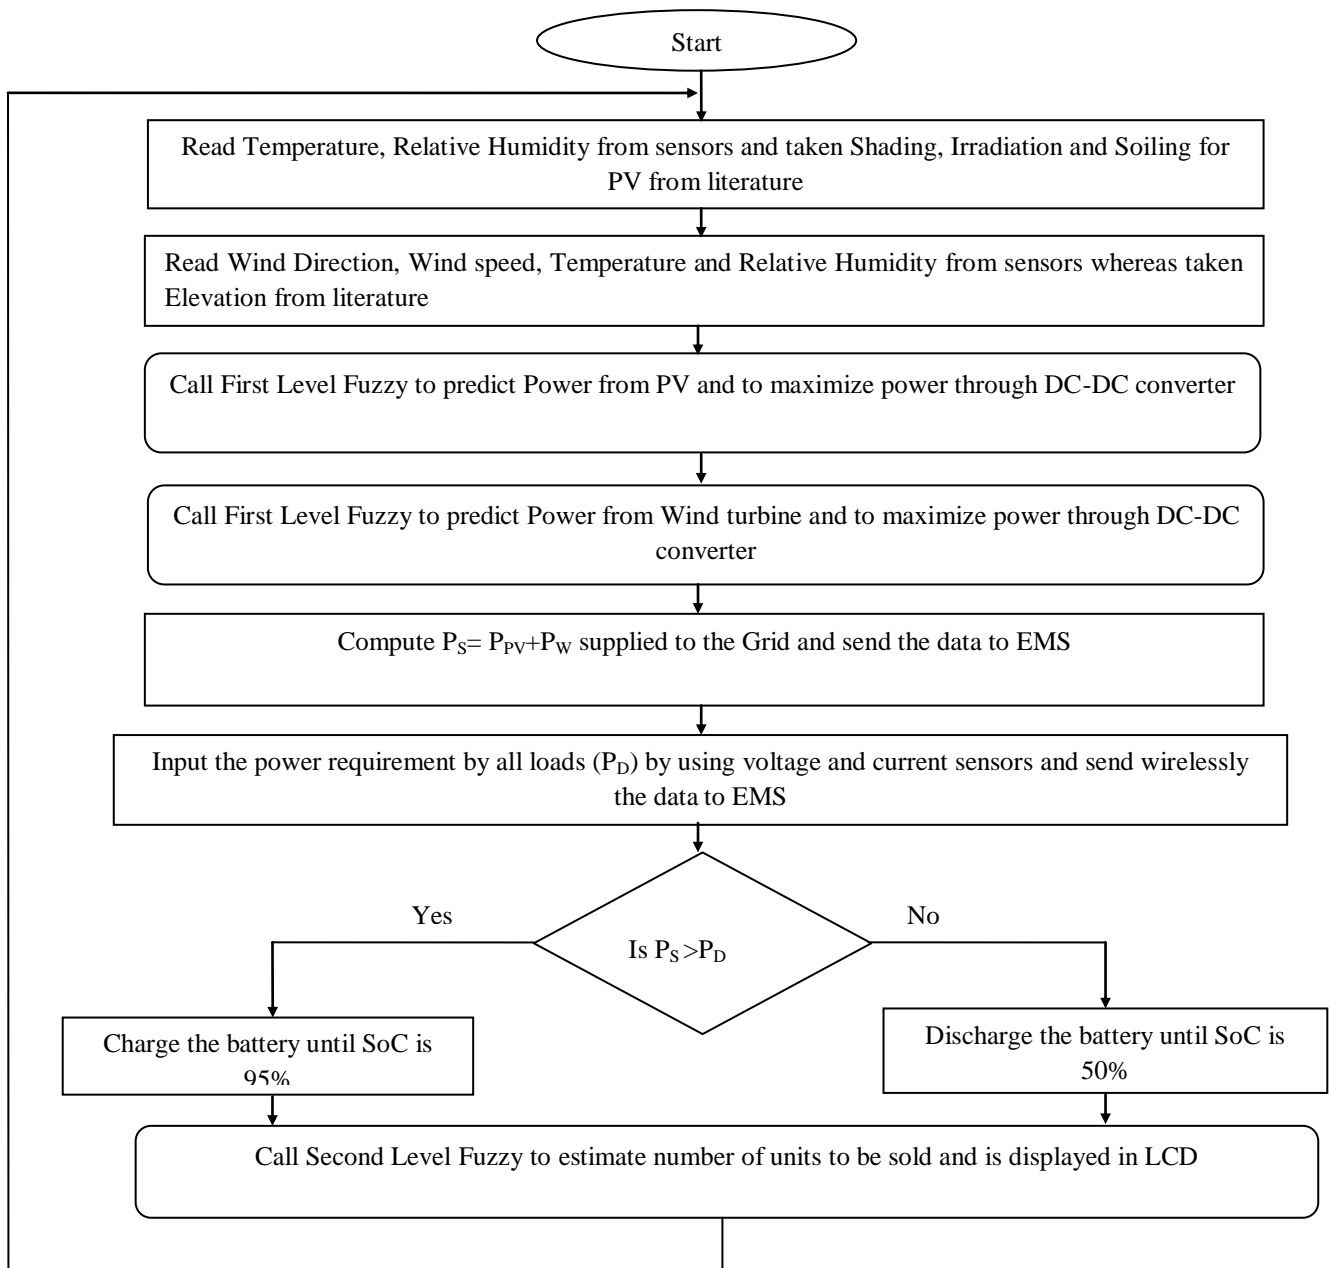 Start
Read Temperature, Relative Humidity from sensors and taken Shading, Irradiation and Soiling for
PV from literature
Read Wind Direction, Wind speed, Temperature and Relative Humidity from sensors whereas taken
Elevation from literature
Call First Level Fuzzy to predict Power from PV and to maximize power through DC-DC converter
Call First Level Fuzzy to predict Power from Wind turbine and to maximize power through DC-DC
converter
Compute PS= PPV+PW supplied to the Grid and send the data to EMS
Input the power requirement by all loads (PD) by using voltage and current sensors and send wirelessly
the data to EMS
Yes
No
Is PS >PD
Charge the battery until SoC is
95%
Discharge the battery until SoC is
50%
Call Second Level Fuzzy to estimate number of units to be sold and is displayed in LCD